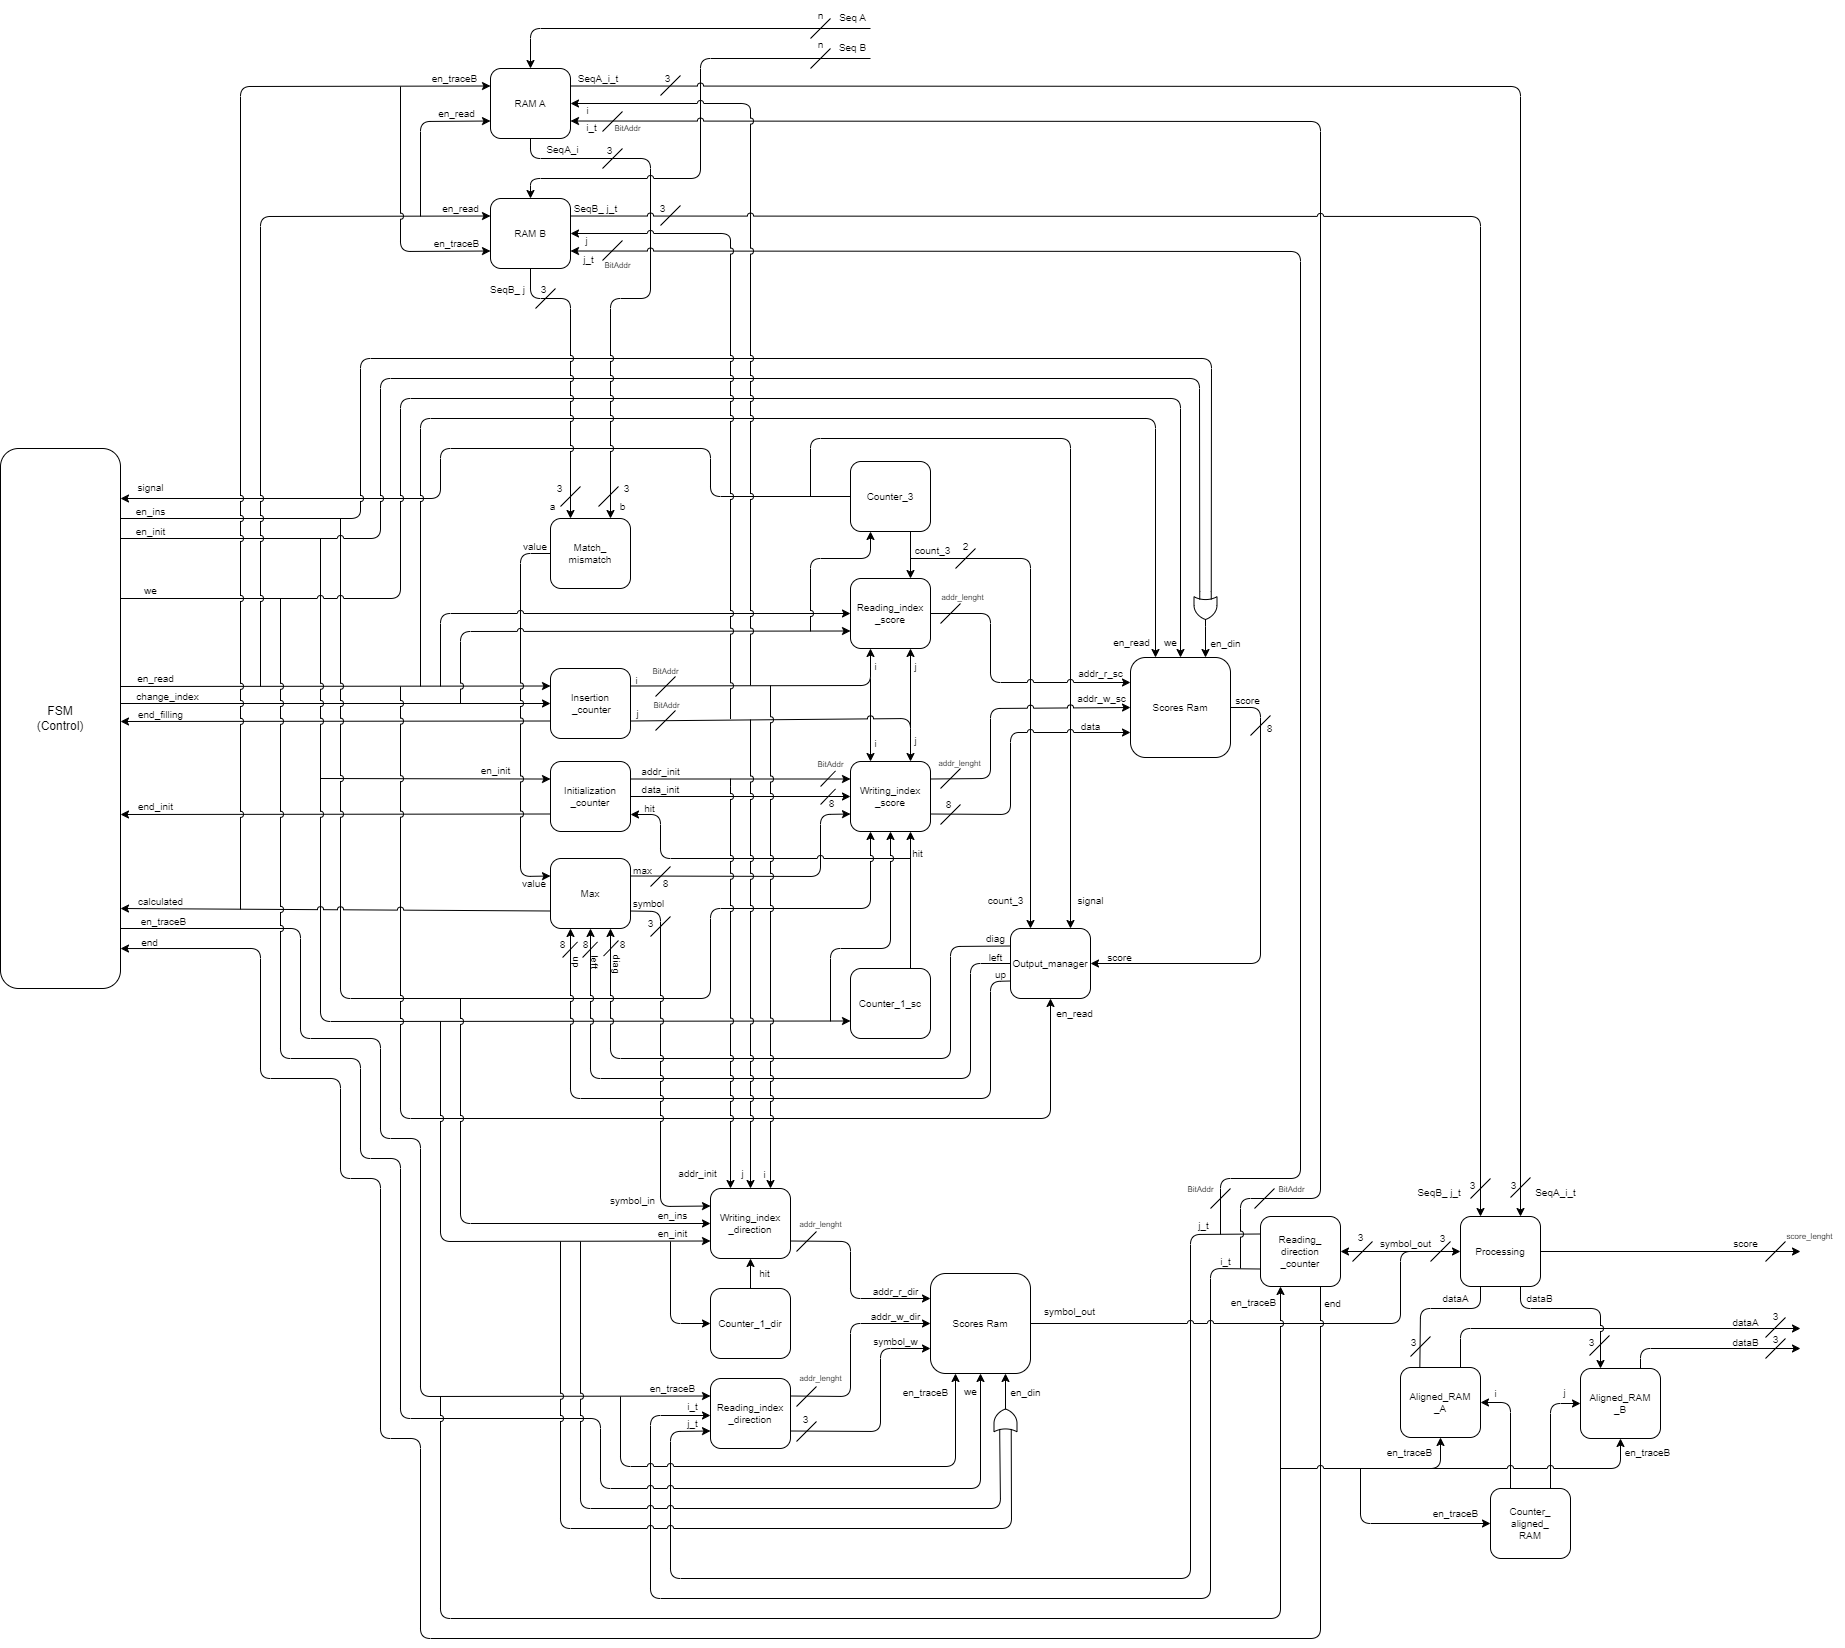 n
Seq A
n
Seq B
en_traceB
SeqA_i_t
3
RAM A
i
en_read
i_t
BitAddr
SeqA_i
3
en_read
SeqB_ j_t
3
RAM B
en_traceB
j
j_t
BitAddr
SeqB_ j
3
signal
en_ins
en_init
3
3
a
b
Counter_3
value
Match_
mismatch
count_3
2
we
Reading_index
_score
addr_lenght
en_read
we
en_din
en_read
change_index
end_filling
FSM
(Control)
Insertion
_counter
i
BitAddr
j
BitAddr
i
j
i
j
addr_r_sc
addr_w_sc
data
Scores Ram
score
8
en_init
end_init
Initialization
_counter
addr_init
data_init
hit
BitAddr
8
Writing_index
_score
addr_lenght
8
hit
value
Max
max
8
symbol
3
calculated
en_traceB
end
8
8
8
up
left
diag
count_3
signal
diag
left
up
Output_manager
score
en_read
Counter_1_sc
addr_init
j
i
symbol_in
en_ins
en_init
Writing_index
_direction
addr_lenght
hit
Counter_1_dir
addr_r_dir
addr_w_dir
symbol_w
Scores Ram
symbol_out
en_traceB
i_t
j_t
Reading_index
_direction
addr_lenght
3
en_traceB
we
en_din
BitAddr
BitAddr
j_t
i_t
Reading_
direction
_counter
en_traceB
end
3
symbol_out
3
SeqB_ j_t
3
3
SeqA_i_t
Processing
score
score_lenght
dataA
dataB
3
3
dataA
3
dataB
3
Aligned_RAM
_A
i
j
Aligned_RAM
_B
en_traceB
en_traceB
en_traceB
Counter_
aligned_
RAM